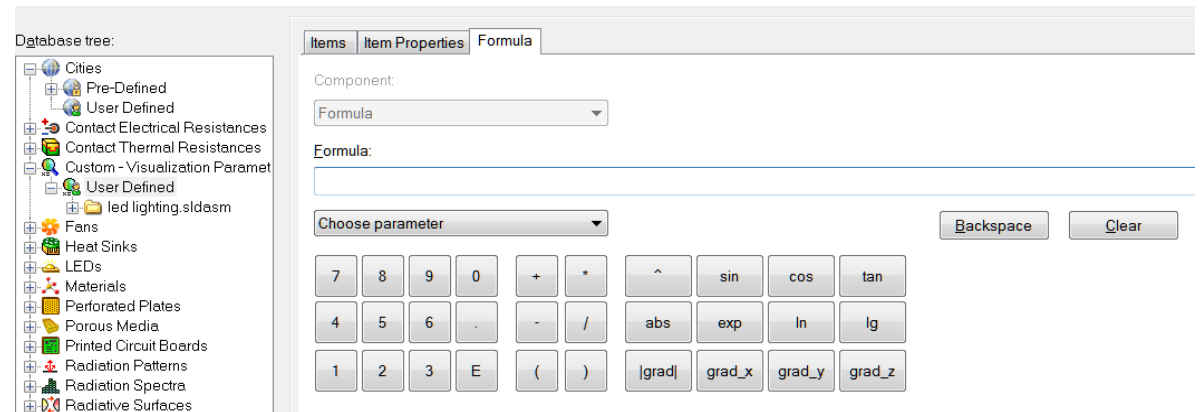 Database tree:
Cities
Pre-Defined
User Defined
Contact Electrical Resistances
Contact Thermal Resistances
Custom - Visualization Paramet
User Defined
led lighting.sldasm
Fans
Heat Sinks
LEDs
Materials
Perforated Plates
Porous Media
Printed Circuit Boards
Radiation Patterns
Radiation Spectra
Radiative Surfaces
Items Item Properties Formula
Component:
Formula
Formula:
Choose parameter Backspace Clear
7 8 9 0 + * ^ sin cos tan
4 5 6 . - / abs exp ln lg
1 2 3 E ( ) |grad| grad_x grad_y grad_z